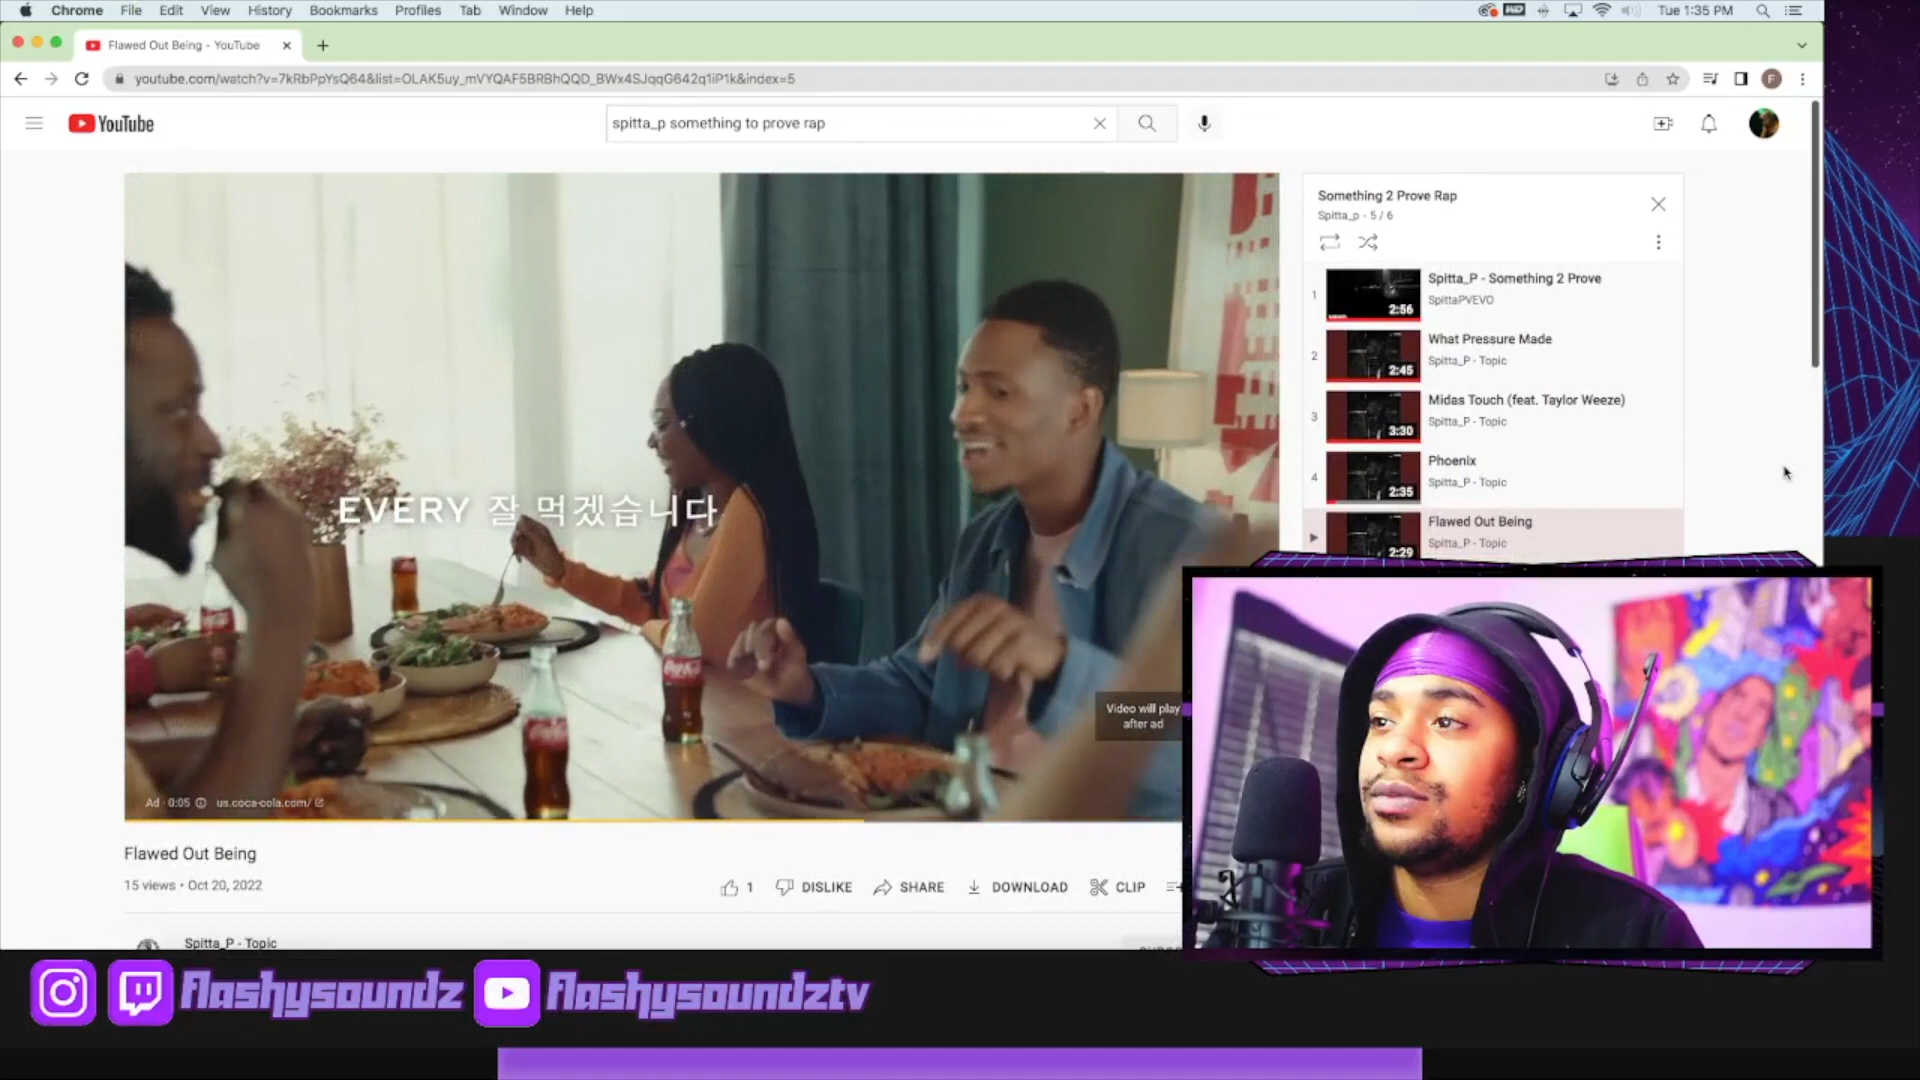 Chrome File Edit View History Bookmarks Profiles Tab Window Help
Tue 1:35 PM
Flawed Out Being - YouTube
youtube.com/watch?v=7kRbPpYsQ64&list=OLAK5uy_mVYQAF5BRBhQQD_BWx4SJqqG642q1iP1k&index=5
F
YouTube
spitta_p something to prove rap
EVERY 잘 먹겠습니다
Coca-Cola
Video will play
after ad
Ad · 0:05
us.coca-cola.com/
Something 2 Prove Rap
Spitta_p - 5 / 6
1
2:56
Spitta_P - Something 2 Prove
SpittaPVEVO
2
2:45
What Pressure Made
Spitta_P - Topic
3
3:30
Midas Touch (feat. Taylor Weeze)
Spitta_P - Topic
4
2:35
Phoenix
Spitta_P - Topic
2:29
Flawed Out Being
Spitta_P - Topic
Flawed Out Being
15 views • Oct 20, 2022
1 DISLIKE SHARE DOWNLOAD CLIP
Spitta_P - Topic
flashysoundz
flashysoundztv